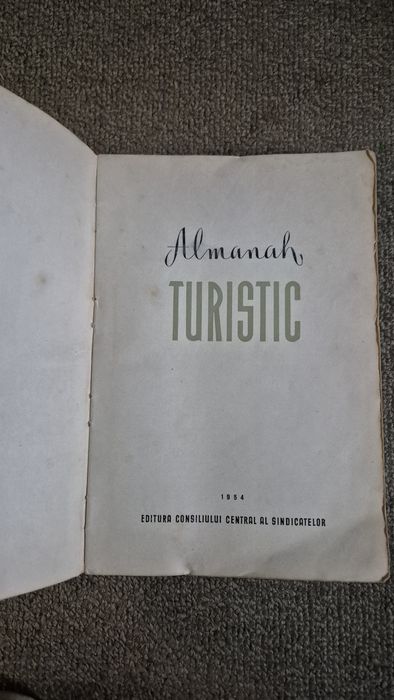 Almanah
TURISTIC
1954
EDITURA CONSILIULUI CENTRAL AL SINDICATELOR